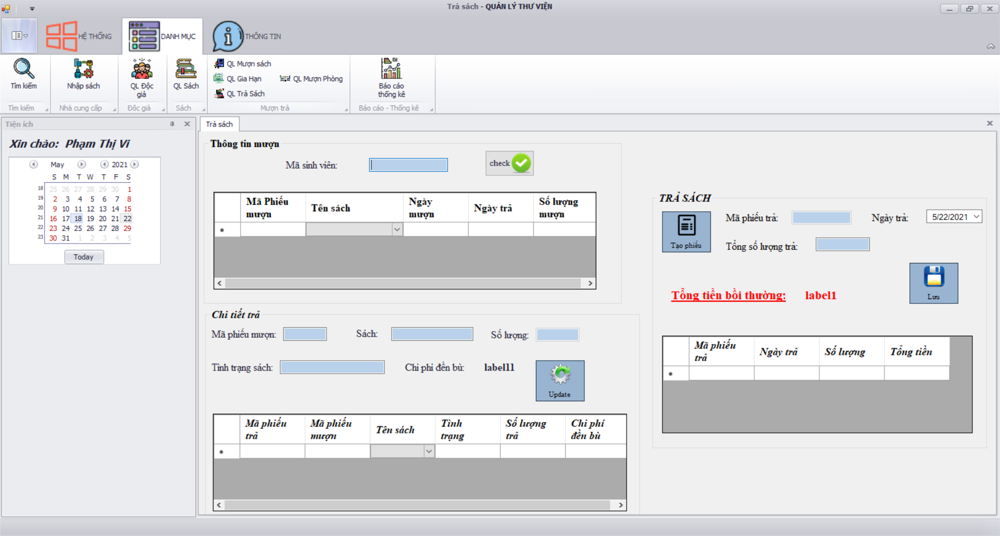 Trả sách - QUẢN LÝ THƯ VIỆN
HỆ THỐNG
DANH MỤC
THÔNG TIN
Tìm kiếm
Nhập sách
QL Độc
giả
QL Sách
QL Mượn sách
QL Gia Hạn
QL Mượn Phòng
QL Trả Sách
Báo cáo
thống kê
Tìm kiếm
Nhà cung cấp
Độc giả
Sách
Mượn trả
Báo cáo - Thống kê
Tiện ích
Xin chào: Phạm Thị Vi
May 2021
S M T W T F S
18 25 26 27 28 29 30 1
19 2 3 4 5 6 7 8
20 9 10 11 12 13 14 15
21 16 17 18 19 20 21 22
22 23 24 25 26 27 28 29
23 30 31 1 2 3 4 5
Today
Trả sách
Thông tin mượn
Mã sinh viên:
check
Mã Phiếu
mượn
Tên sách
Ngày
mượn
Ngày trả
Số lượng
mượn
Chi tiết trả
Mã phiếu mượn:
Sách:
Số lượng:
Tình trạng sách:
Chi phí đền bù:
label11
Update
Mã phiếu
trả
Mã phiếu
mượn
Tên sách
Tình
trạng
Số lượng
trả
Chi phí
đền bù
TRẢ SÁCH
Tạo phiếu
Mã phiếu trả:
Ngày trả:
5/22/2021
Tổng số lượng trả:
Tổng tiền bồi thường:
label1
Lưu
Mã phiếu
trả
Ngày trả
Số lượng
Tổng tiền